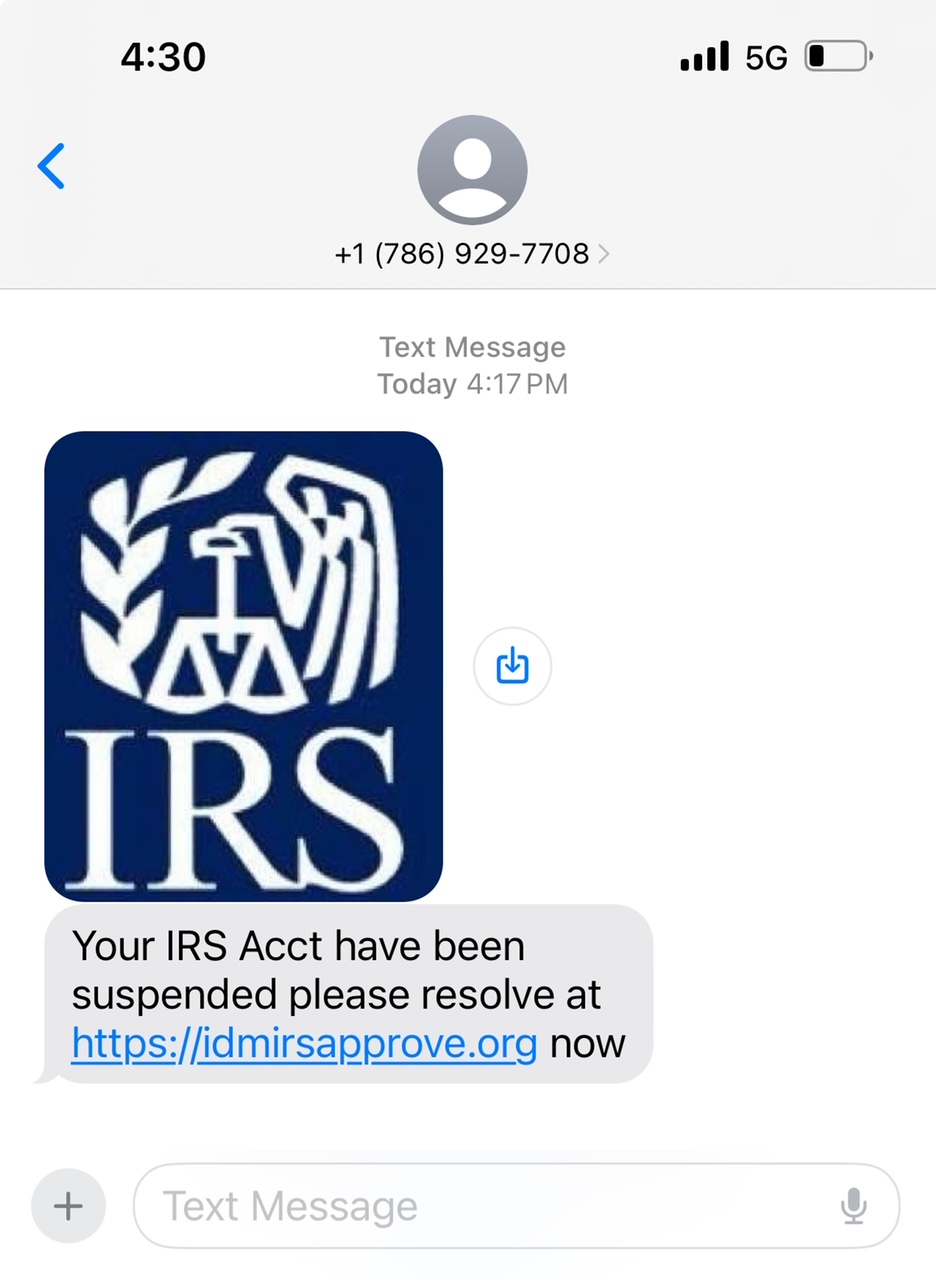 4:30
5G
+1 (786) 929-7708
Text Message
Today 4:17 PM
IRS
Your IRS Acct have been
suspended please resolve at
https://idmirsapprove.org now
Text Message